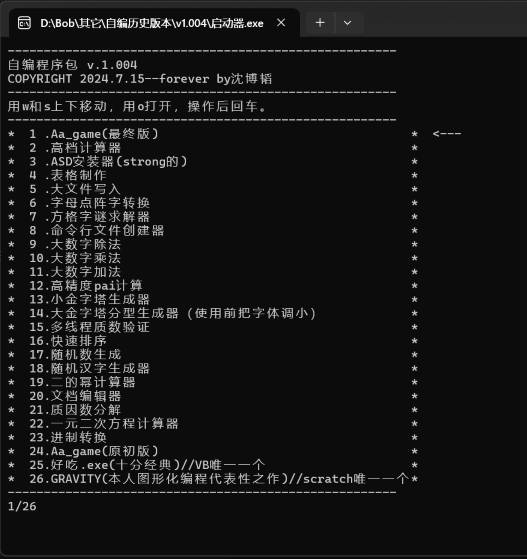 D:\Bob\其它\自编历史版本\v1.004\启动器.exe
-------------------------------------------
自编程序包 v.1.004
COPYRIGHT 2024.7.15--forever by沈博韬
-------------------------------------------
用w和s上下移动，用o打开，操作后回车。
-------------------------------------------
* 1 .Aa_game(最终版) * <---
* 2 .高档计算器 *
* 3 .ASD安装器(strong的) *
* 4 .表格制作 *
* 5 .大文件写入 *
* 6 .字母点阵字转换 *
* 7 .方格字谜求解器 *
* 8 .命令行文件创建器 *
* 9 .大数字除法 *
* 10.大数字乘法 *
* 11.大数字加法 *
* 12.高精度pai计算 *
* 13.小金字塔生成器 *
* 14.大金字塔分型生成器 (使用前把字体调小) *
* 15.多线程质数验证 *
* 16.快速排序 *
* 17.随机数生成 *
* 18.随机汉字生成器 *
* 19.二的幂计算器 *
* 20.文档编辑器 *
* 21.质因数分解 *
* 22.一元二次方程计算器 *
* 23.进制转换 *
* 24.Aa_game(原初版) *
* 25.好吃.exe(十分经典)//VB唯一一个 *
* 26.GRAVITY(本人图形化编程代表性之作)//scratch唯一一个*
-------------------------------------------
1/26